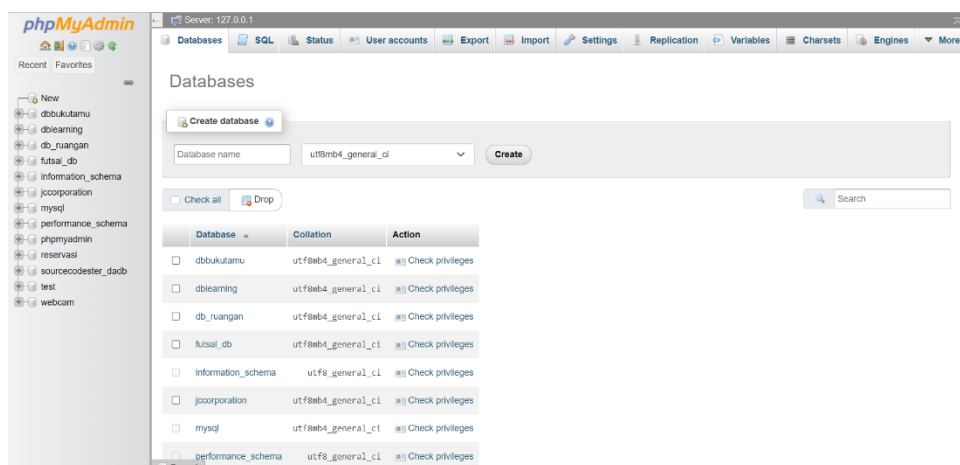 phpMyAdmin
Recent Favorites
New
dbbukutamu
dblearning
db_ruangan
futsal_db
information_schema
jccorporation
mysql
performance_schema
phpmyadmin
reservasi
sourcecodester_dadb
test
webcam
Server: 127.0.0.1
Databases SQL Status User accounts Export Import Settings Replication Variables Charsets Engines More
Databases
Create database
Database name utf8mb4_general_ci Create
Check all Drop Search
Database Collation Action
dbbukutamu utf8mb4_general_ci Check privileges
dblearning utf8mb4_general_ci Check privileges
db_ruangan utf8mb4_general_ci Check privileges
futsal_db utf8mb4_general_ci Check privileges
information_schema utf8_general_ci Check privileges
jccorporation utf8mb4_general_ci Check privileges
mysql utf8mb4_general_ci Check privileges
performance_schema utf8_general_ci Check privileges